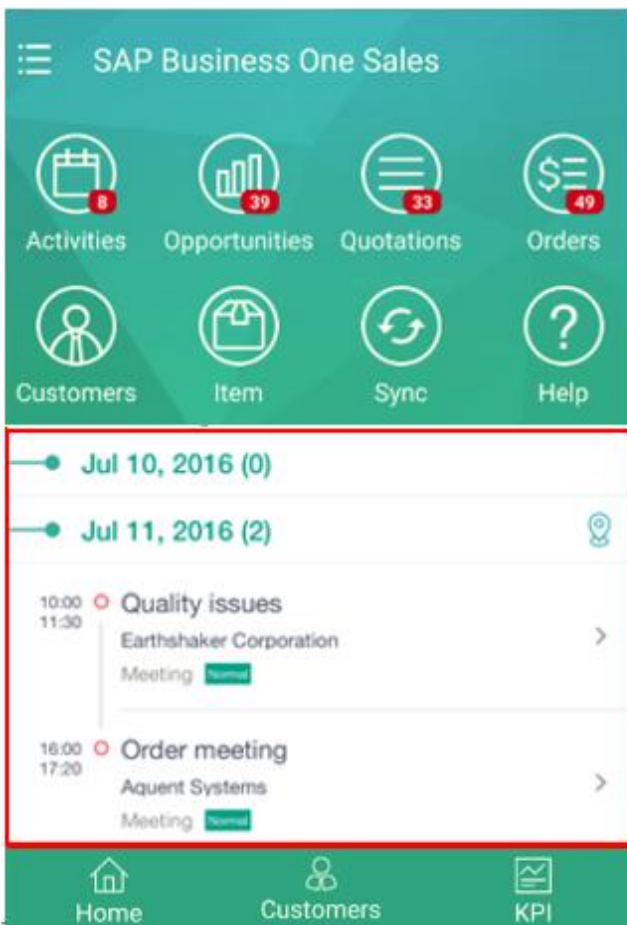 SAP Business One Sales
8 39 33 49
Activities Opportunities Quotations Orders
Customers Item Sync Help
Jul 10, 2016 (0)
Jul 11, 2016 (2)
10:00 Quality issues
11:30
Earthshaker Corporation
Meeting Normal
16:00 Order meeting
17:20
Aquent Systems
Meeting Normal
Home Customers KPI